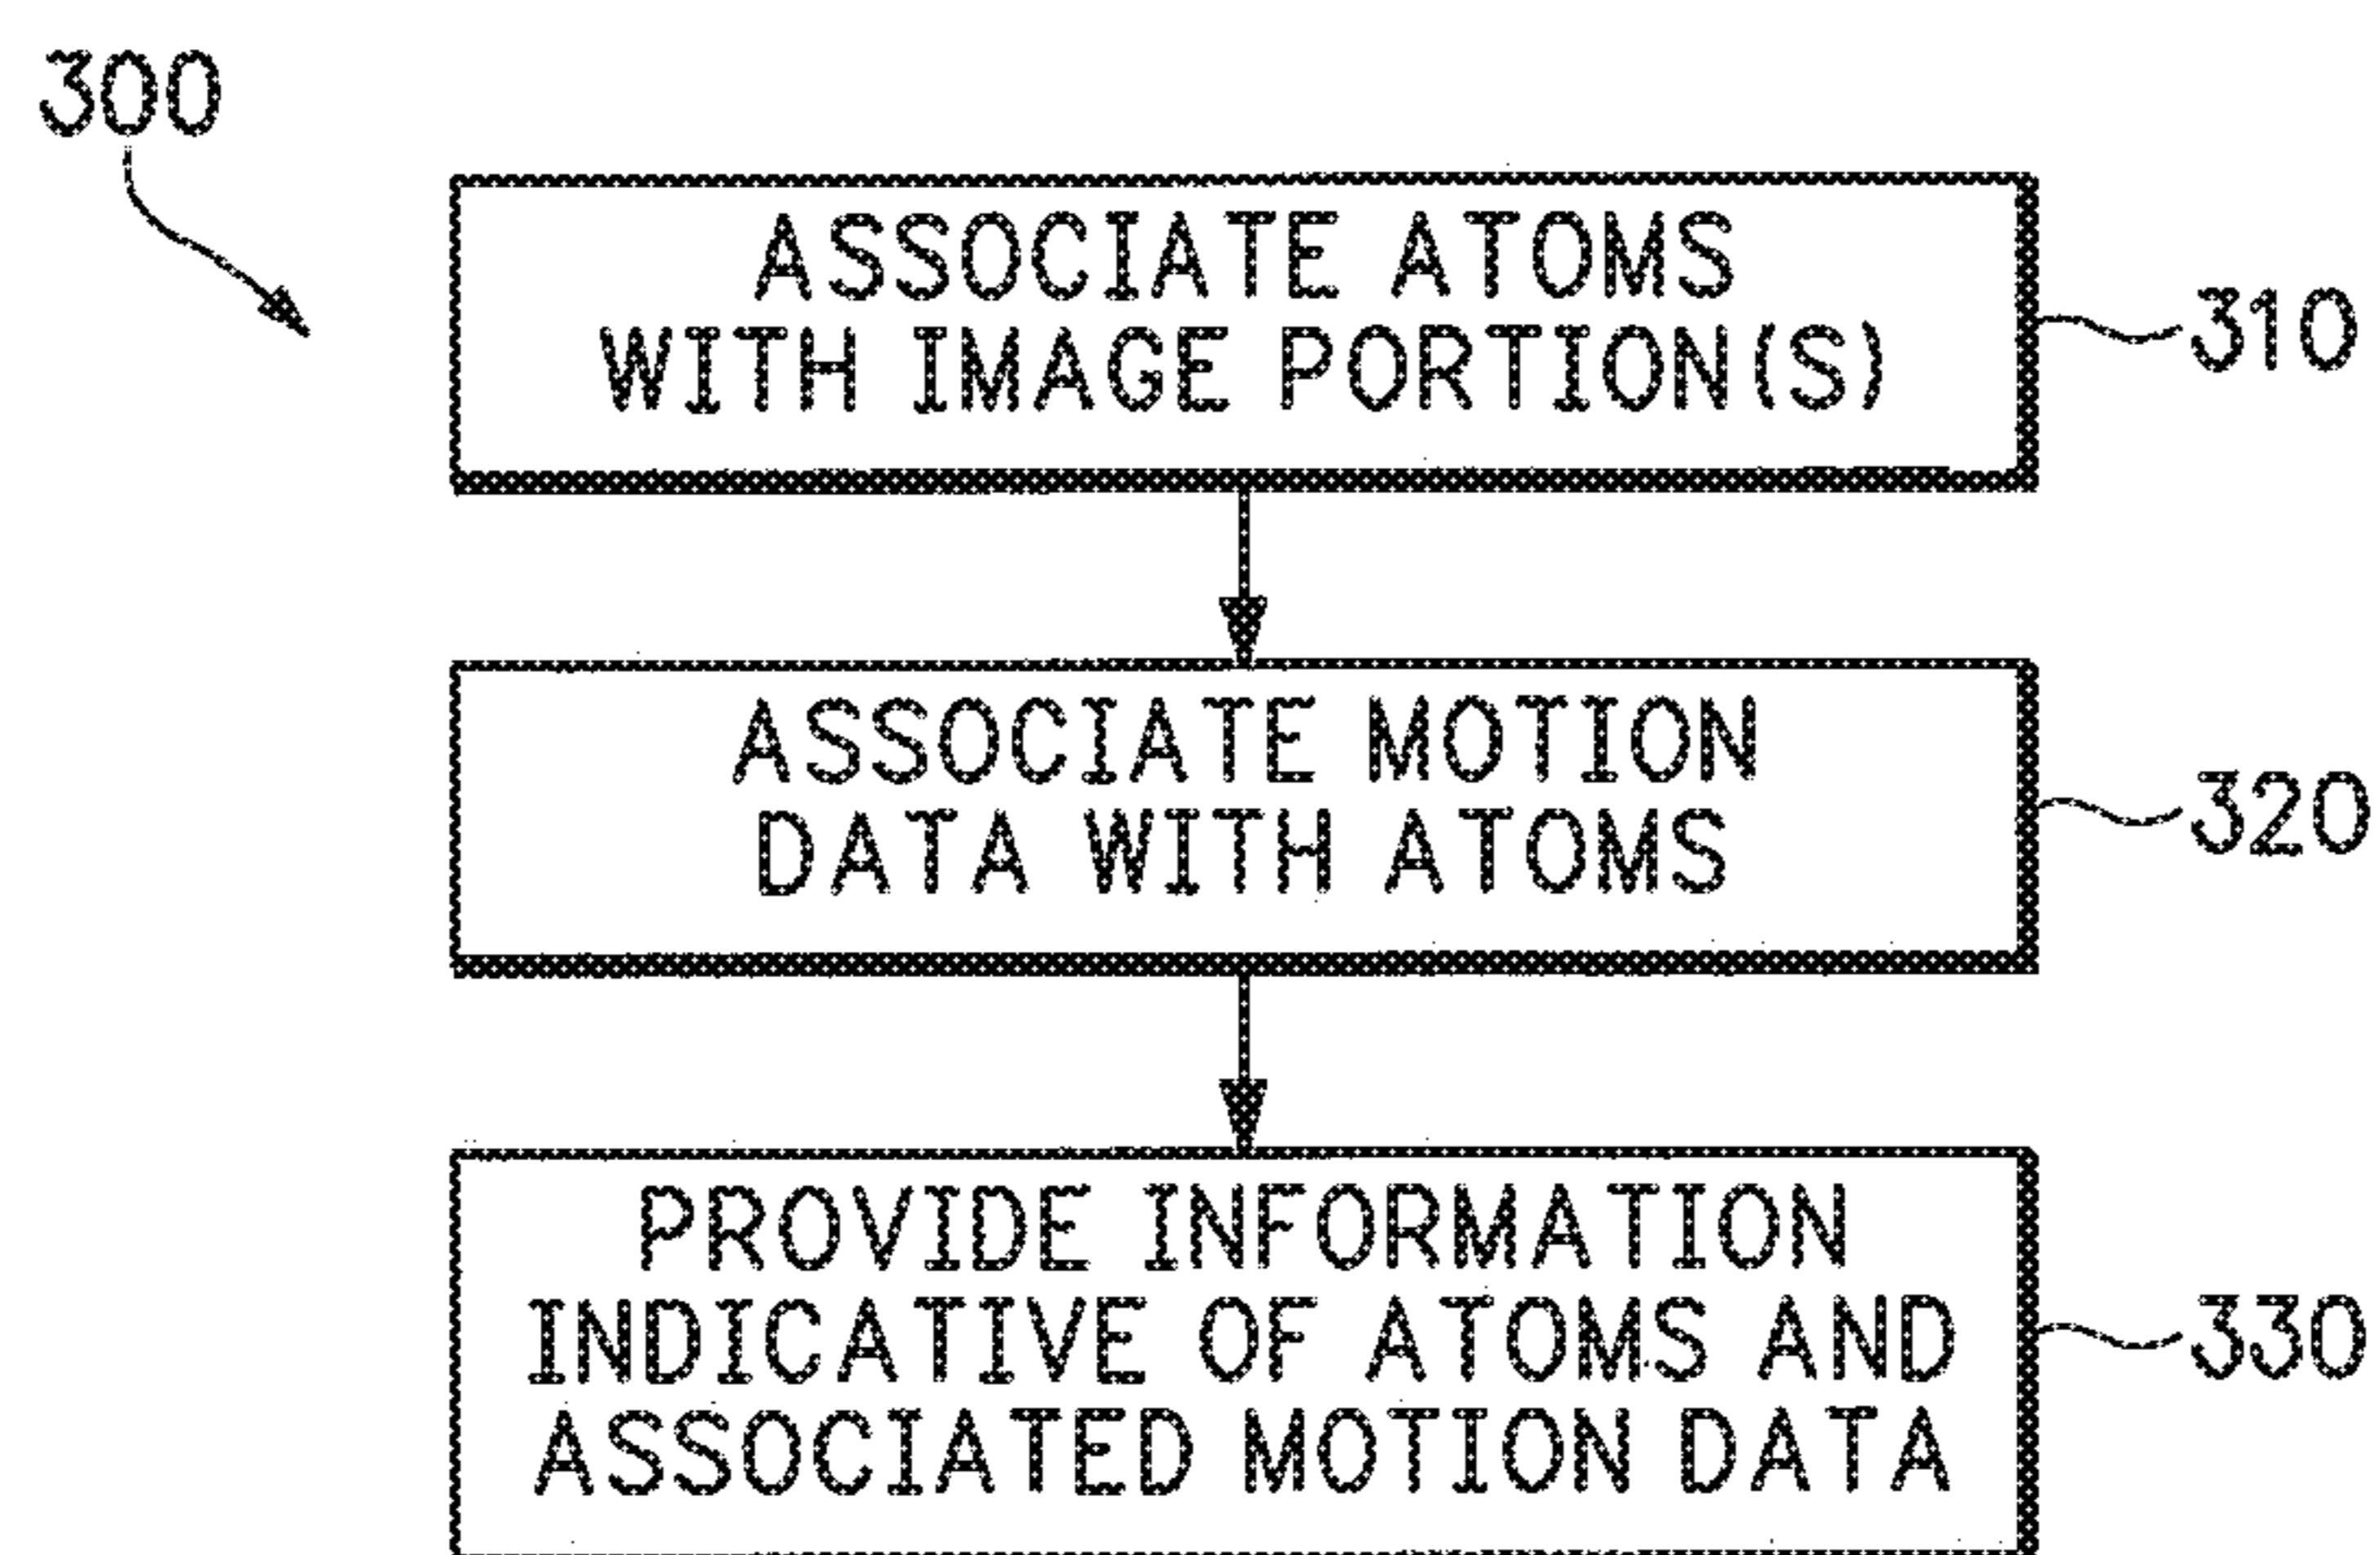 300
ASSOCIATE ATOMS
WITH IMAGE PORTION(S)
310
ASSOCIATE MOTION
DATA WITH ATOMS
320
PROVIDE INFORMATION
INDICATIVE OF ATOMS AND
ASSOCIATED MOTION DATA
330